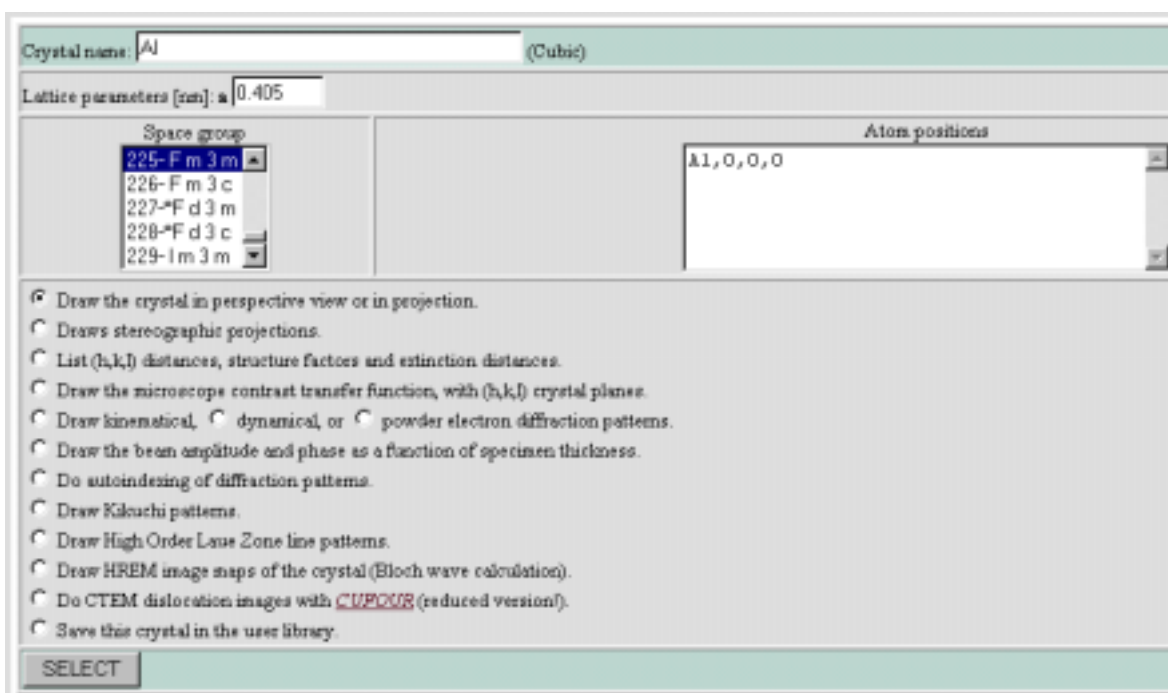 Crystal name: Al (Cubic)
Lattice parameters [nm]: a 0.405
Space group
Atom positions
225- F m 3 m
226- F m 3 c
227-*F d 3 m
228-*F d 3 c
229- I m 3 m
Al,0,0,0
Draw the crystal in perspective view or in projection.
Draws stereographic projections.
List (h,k,l) distances, structure factors and extinction distances.
Draw the microscope contrast transfer function, with (h,k,l) crystal planes.
Draw kinematical, dynamical, or powder electron diffraction patterns.
Draw the beam amplitude and phase as a function of specimen thickness.
Do autoindexing of diffraction patterns.
Draw Kikuchi patterns.
Draw High Order Laue Zone line patterns.
Draw HREM image maps of the crystal (Bloch wave calculation).
Do CTEM dislocation images with CUFOUR (reduced version!).
Save this crystal in the user library.
SELECT